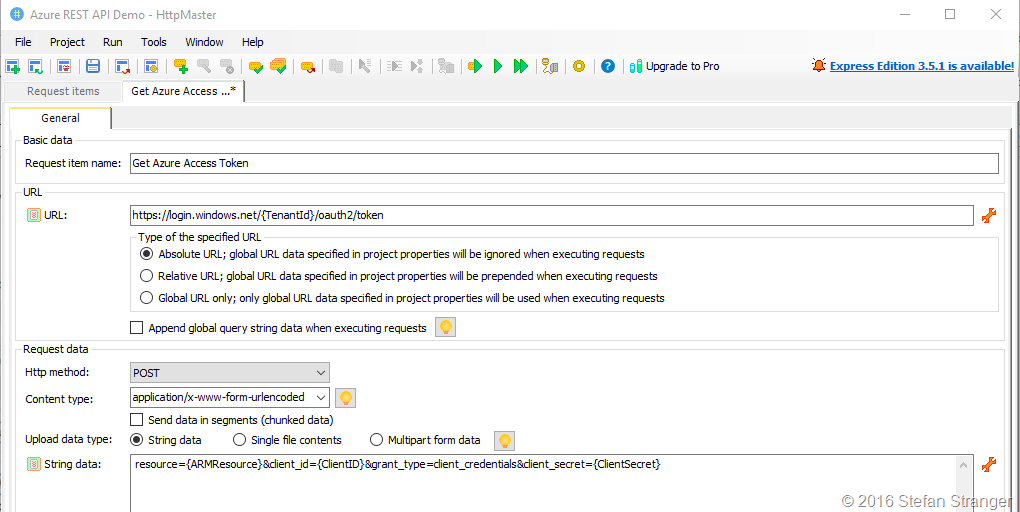 Azure REST API Demo - HttpMaster
File Project Run Tools Window Help
Upgrade to Pro Express Edition 3.5.1 is available!
Request items Get Azure Access ...*
General
Basic data
Request item name: Get Azure Access Token
URL
URL: https://login.windows.net/{TenantId}/oauth2/token
Type of the specified URL
Absolute URL; global URL data specified in project properties will be ignored when executing requests
Relative URL; global URL data specified in project properties will be prepended when executing requests
Global URL only; only global URL data specified in project properties will be used when executing requests
Append global query string data when executing requests
Request data
Http method: POST
Content type: application/x-www-form-urlencoded
Send data in segments (chunked data)
Upload data type: String data Single file contents Multipart form data
String data: resource={ARMResource}&client_id={ClientID}&grant_type=client_credentials&client_secret={ClientSecret}
© 2016 Stefan Stranger